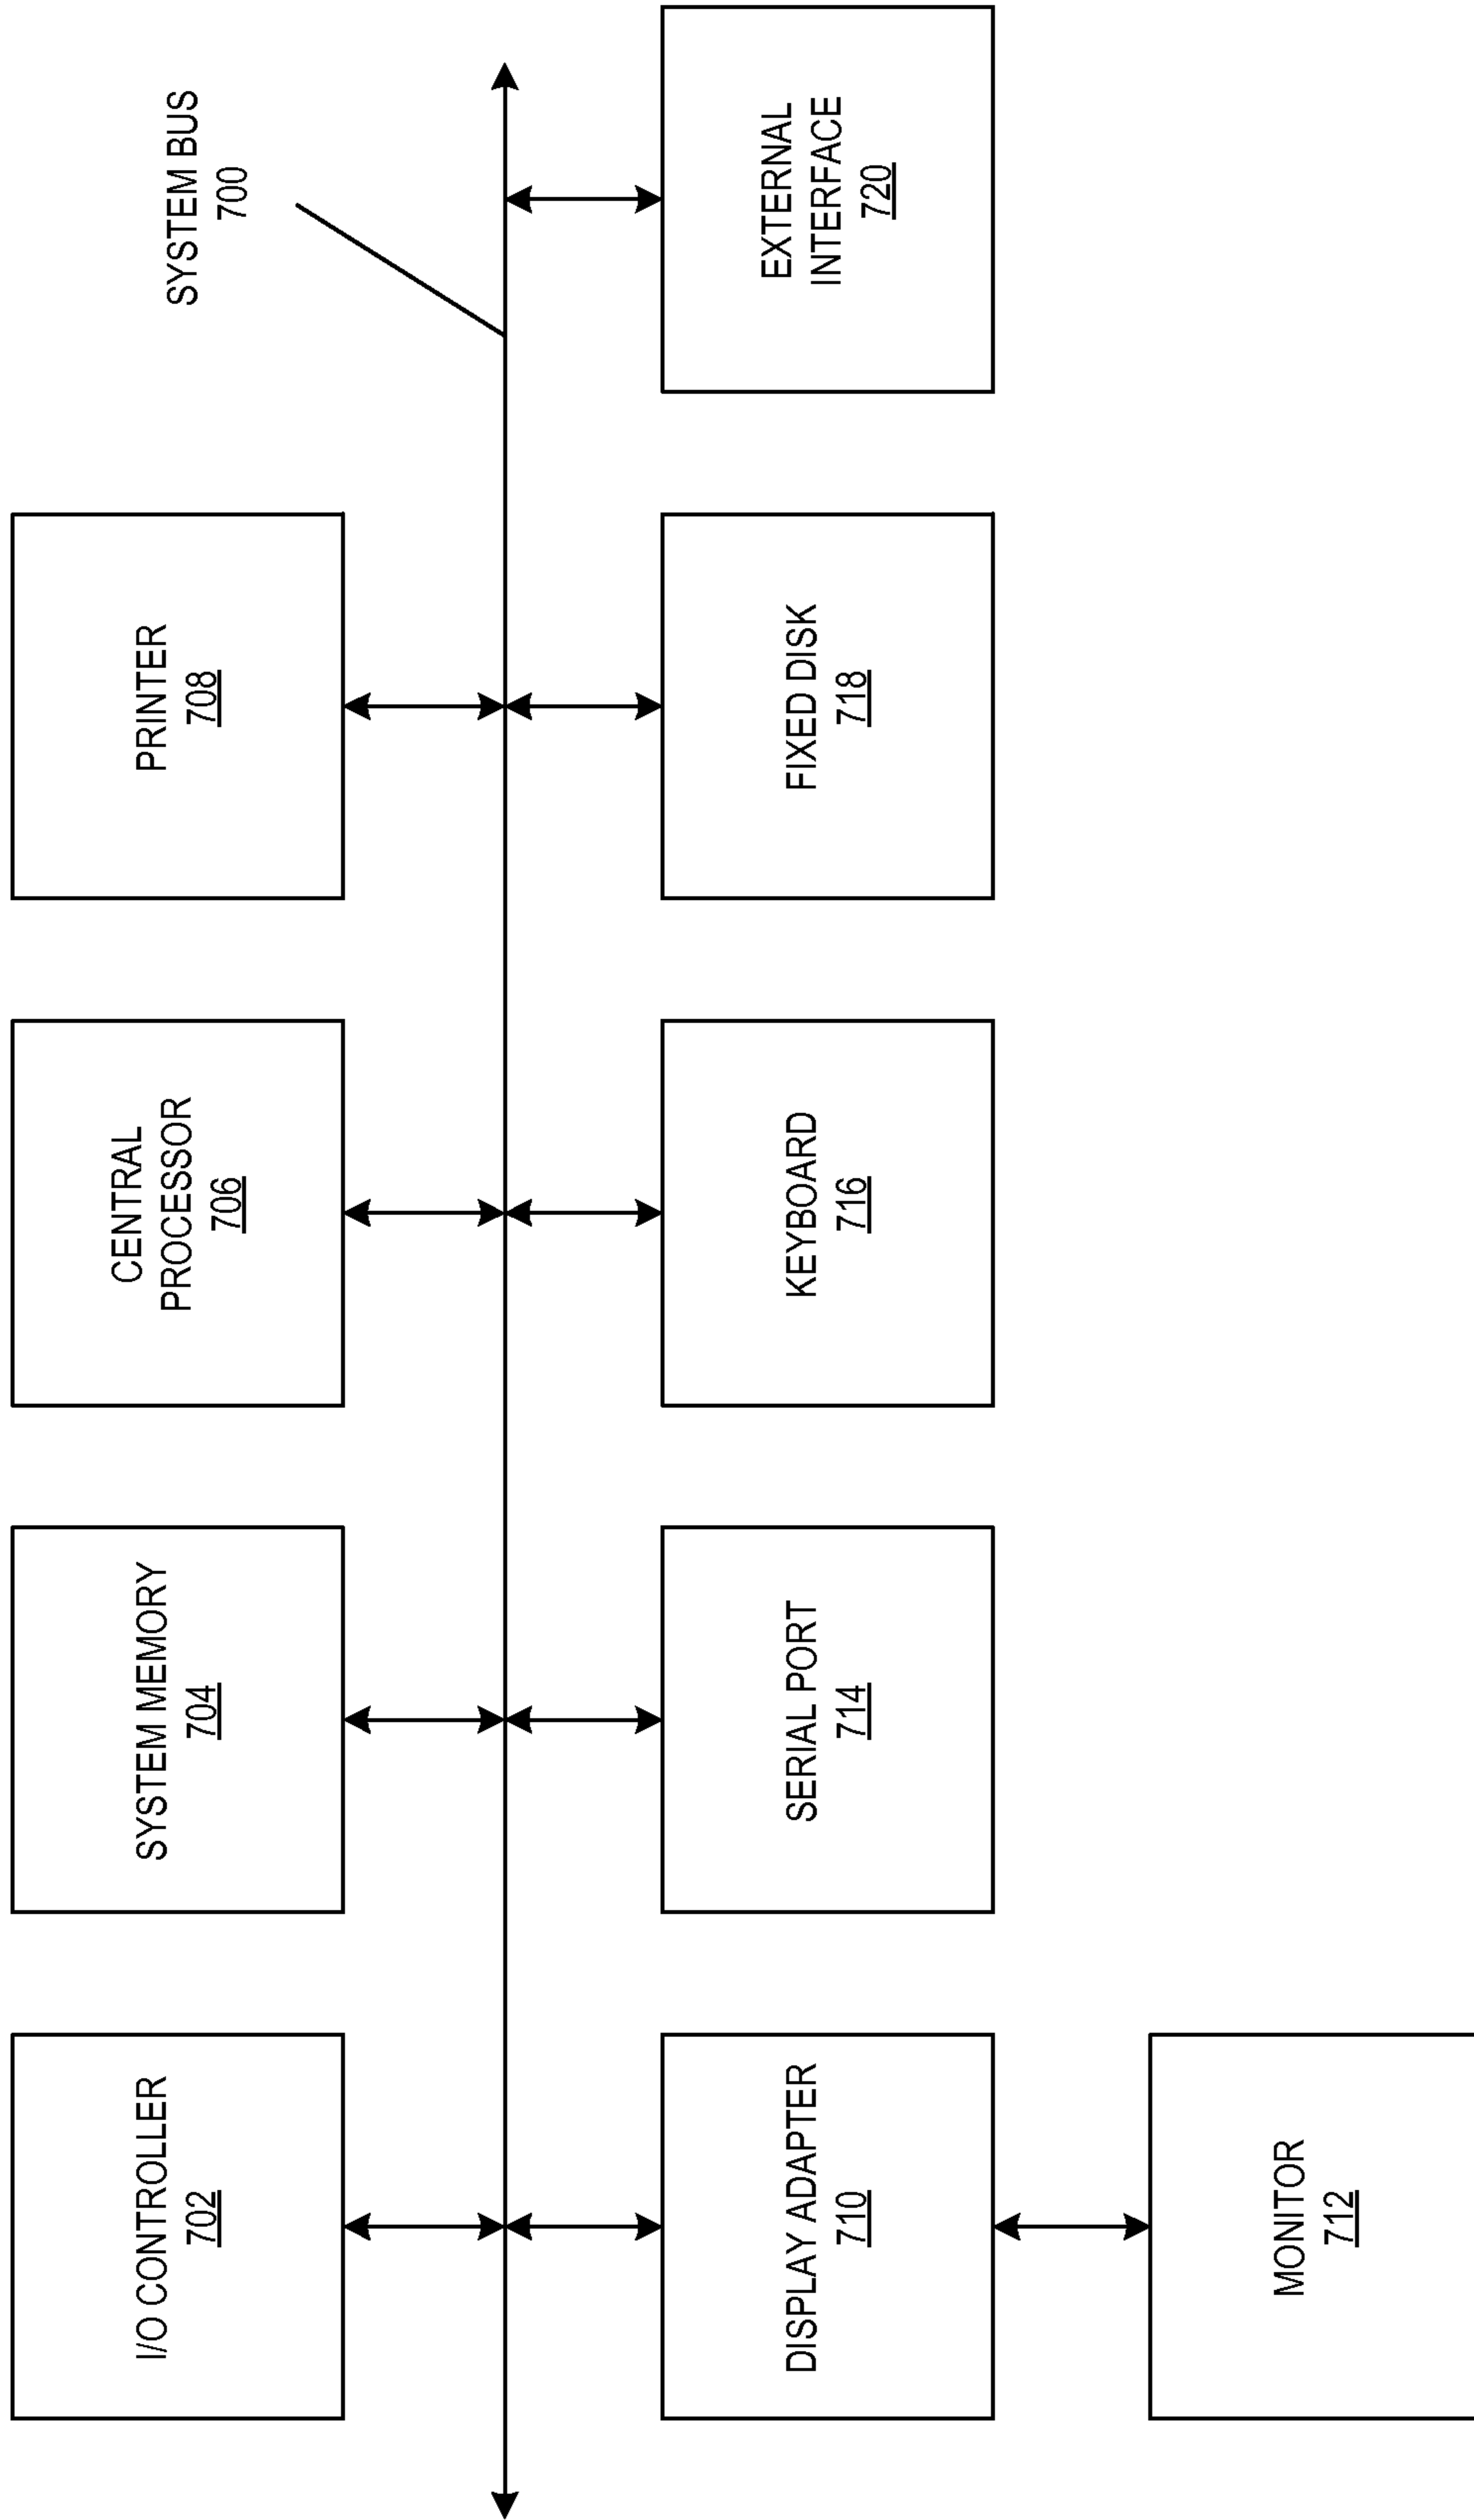 SYSTEM BUS
700
I/O CONTROLLER
702
SYSTEM MEMORY
704
CENTRAL
PROCESSOR
706
PRINTER
708
DISPLAY ADAPTER
710
SERIAL PORT
714
KEYBOARD
716
FIXED DISK
718
EXTERNAL
INTERFACE
720
MONITOR
712